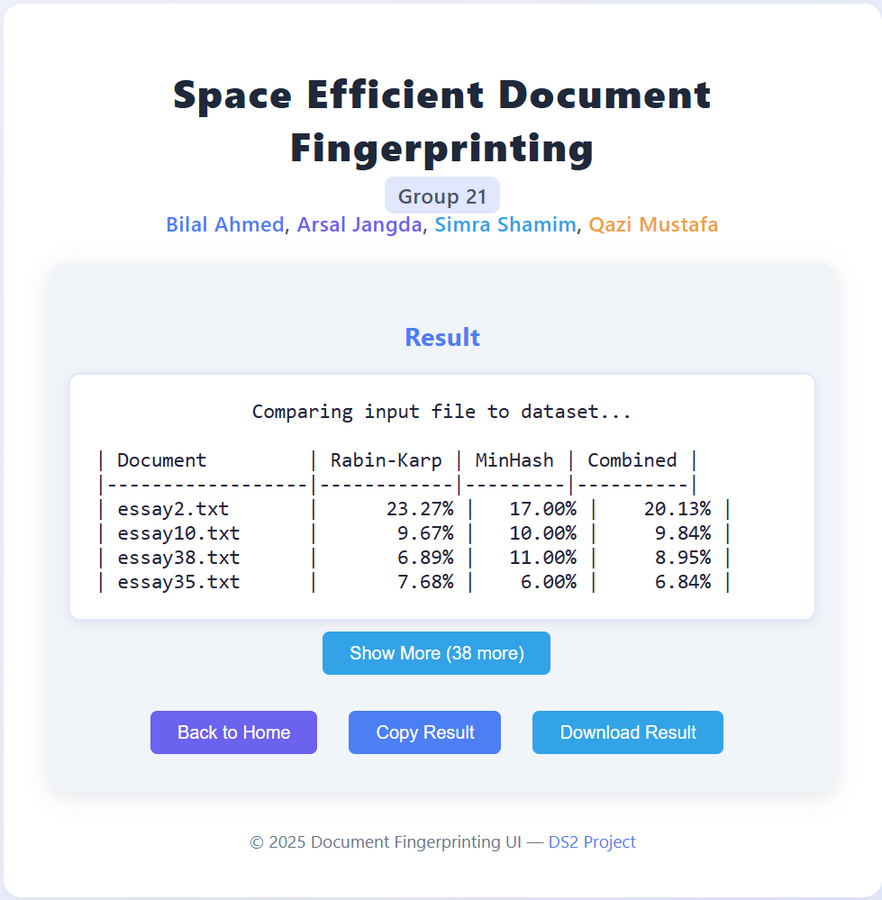 Space Efficient Document
Fingerprinting
Group 21
Bilal Ahmed, Arsal Jangda, Simra Shamim, Qazi Mustafa
Result
Comparing input file to dataset...
| Document         | Rabin-Karp | MinHash | Combined |
|------------------|------------|---------|----------|
| essay2.txt       |      23.27% |   17.00% |    20.13% |
| essay10.txt      |       9.67% |   10.00% |     9.84% |
| essay38.txt      |       6.89% |   11.00% |     8.95% |
| essay35.txt      |       7.68% |    6.00% |     6.84% |
Show More (38 more)
Back to Home Copy Result Download Result
© 2025 Document Fingerprinting UI — DS2 Project